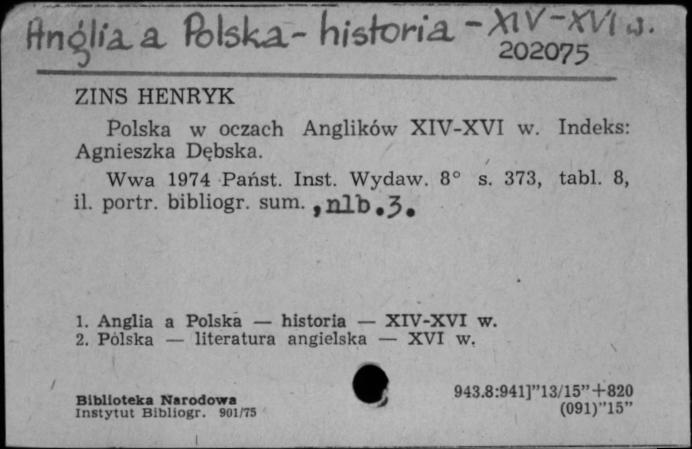 Anglia a Polska - historia - XIV-XVI w.
202075
ZINS HENRYK
Polska w oczach Anglików XIV-XVI w. Indeks:
Agnieszka Dębska.
Wwa 1974 Państ. Inst. Wydaw. 8° s. 373, tabl. 8,
il. portr. bibliogr. sum. , nlb. 3.
1. Anglia a Polska — historia — XIV-XVI w.
2. Polska — literatura angielska — XVI w.
Biblioteka Narodowa
Instytut Bibliogr. 901/75
943.8:941]"13/15"+820
(091)"15"